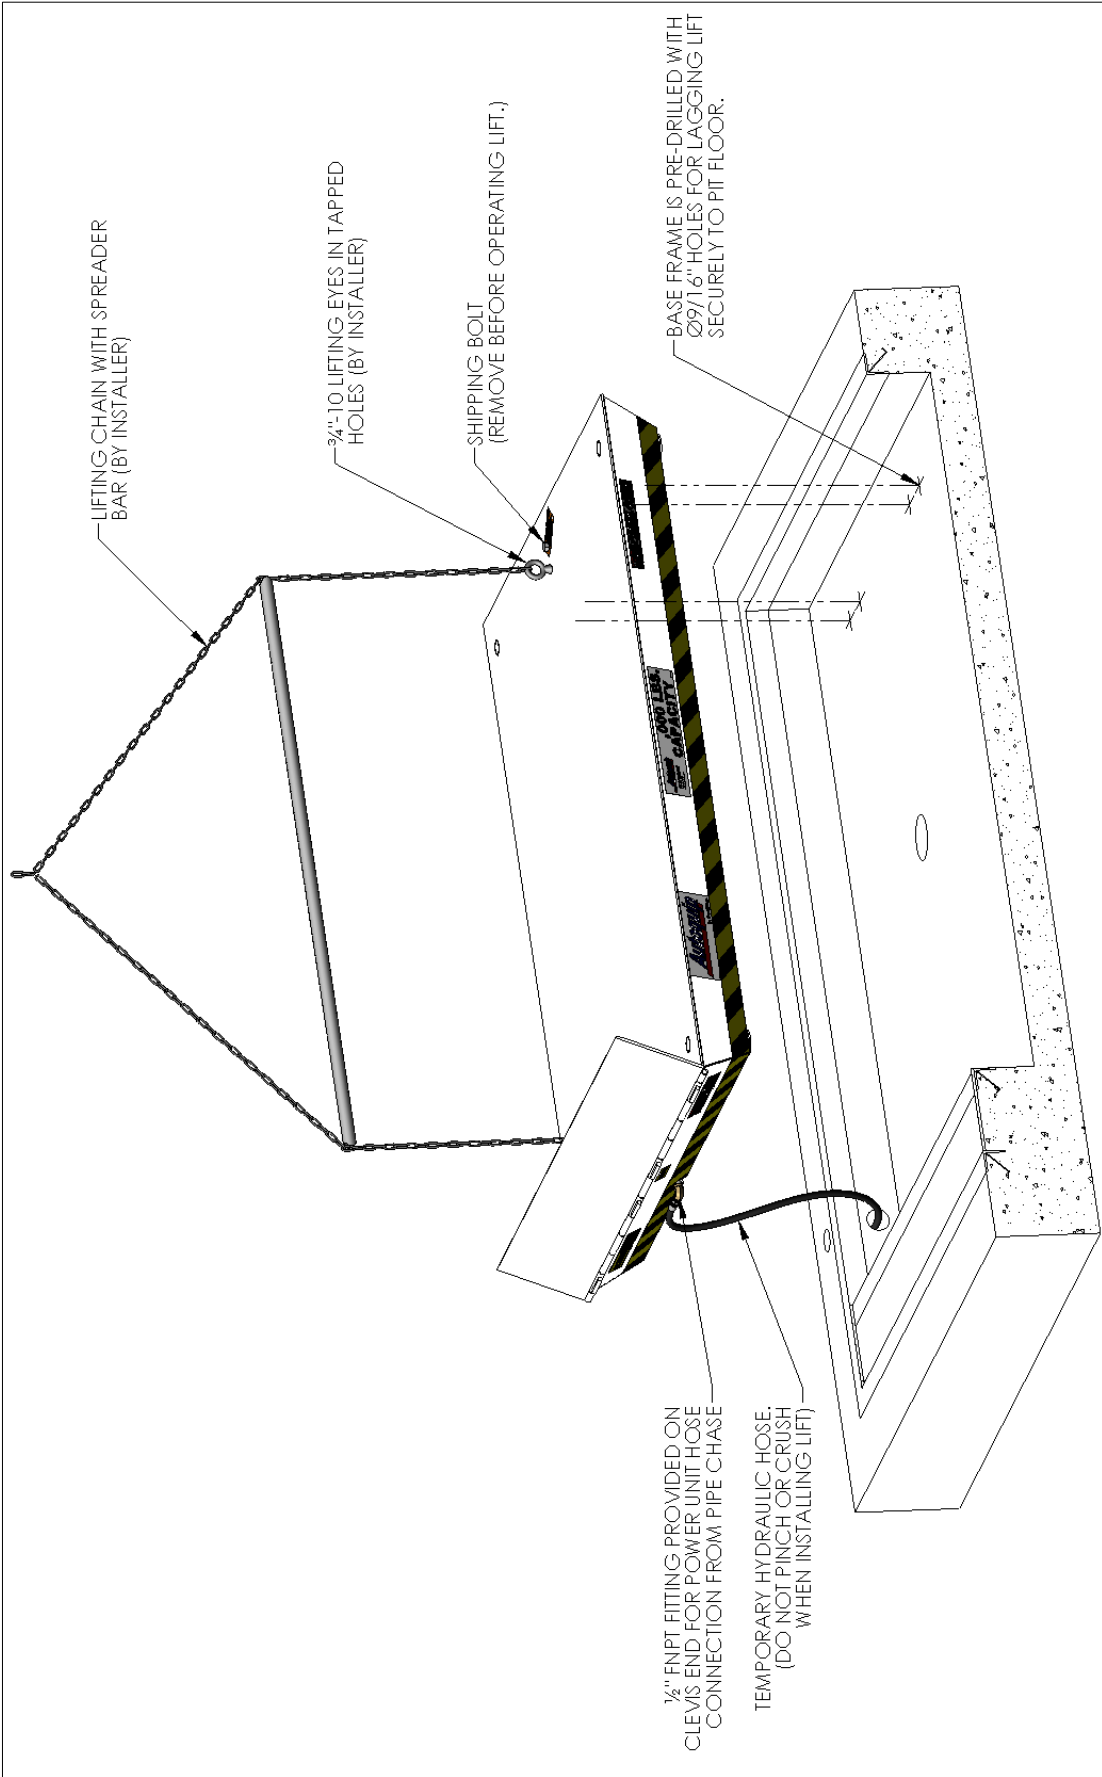 LIFTING CHAIN WITH SPREADER
BAR (BY INSTALLER)
¾"-10 LIFTING EYES IN TAPPED
HOLES (BY INSTALLER)
SHIPPING BOLT
(REMOVE BEFORE OPERATING LIFT.)
BASE FRAME IS PRE-DRILLED WITH
Ø9/16" HOLES FOR LAGGING LIFT
SECURELY TO PIT FLOOR.
,000 LBS.
CAPACITY
Autoquip
½" FNPT FITTING PROVIDED ON
CLEVIS END FOR POWER UNIT HOSE
CONNECTION FROM PIPE CHASE
TEMPORARY HYDRAULIC HOSE.
(DO NOT PINCH OR CRUSH
WHEN INSTALLING LIFT)